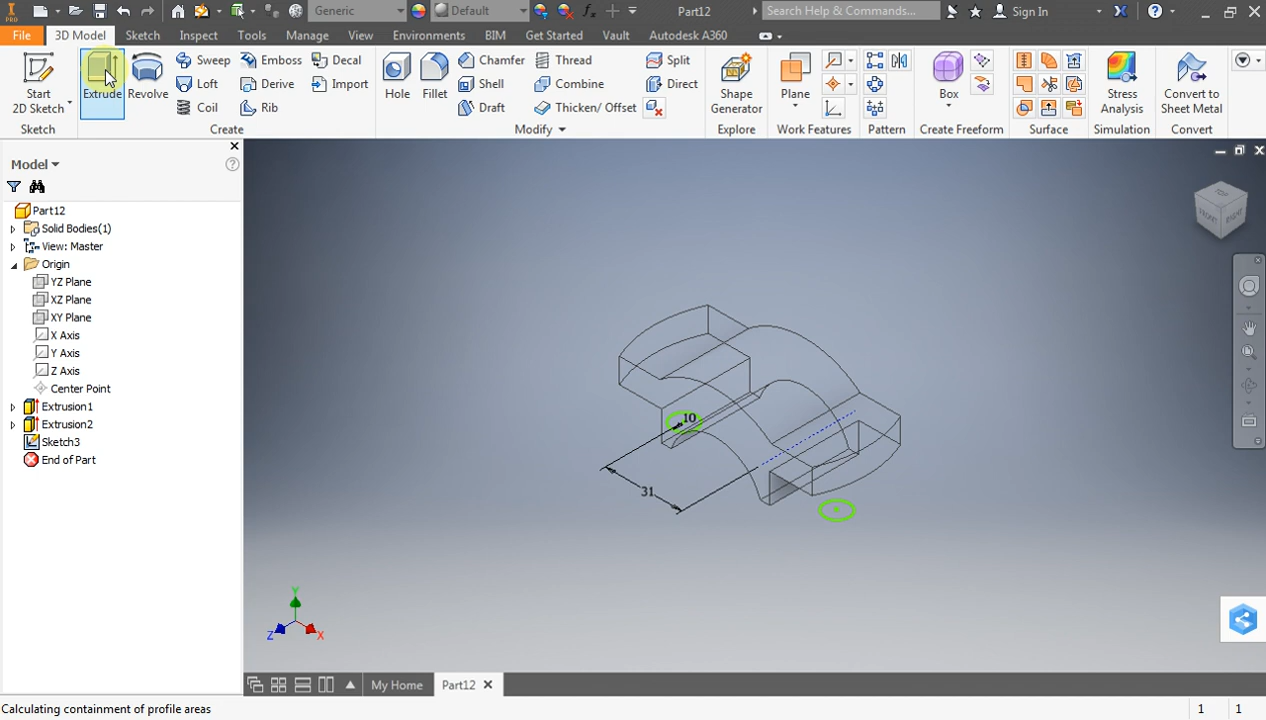 PRO Generic Default Part12 Search Help & Commands... Sign In
File 3D Model Sketch Inspect Tools Manage View Environments BIM Get Started Vault Autodesk A360
Start 2D Sketch
Extrude
Revolve
Sweep Emboss Decal
Loft Derive Import
Coil Rib
Hole
Fillet
Chamfer Thread Split
Shell Combine Direct
Draft Thicken/ Offset
Shape Generator
Plane
Box
Stress Analysis
Convert to Sheet Metal
Sketch Create Modify Explore Work Features Pattern Create Freeform Surface Simulation Convert
Model
Part12
Solid Bodies(1)
View: Master
Origin
YZ Plane
XZ Plane
XY Plane
X Axis
Y Axis
Z Axis
Center Point
Extrusion1
Extrusion2
Sketch3
End of Part
TOP
FRONT RIGHT
10
31
Y
Z X
My Home Part12
Calculating containment of profile areas 1 1